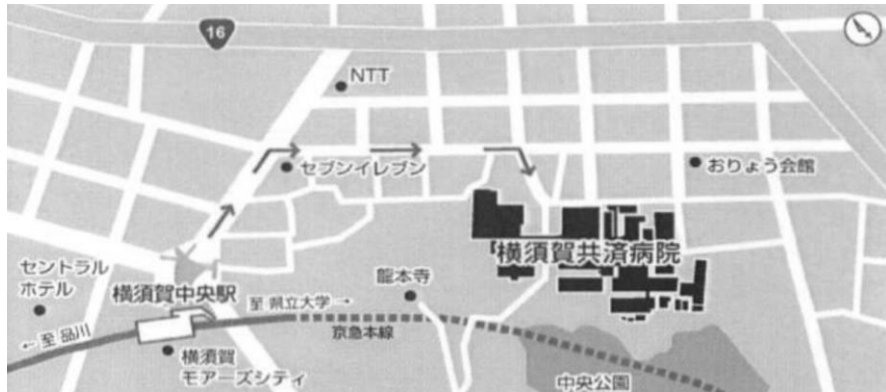 16
NTT
セブンイレブン
おりょう会館
横須賀共済病院
セントラル
ホテル
横須賀中央駅
龍本寺
至 県立大学→
←至 品川
京急本線
横須賀
モアーズシティ
中央公園